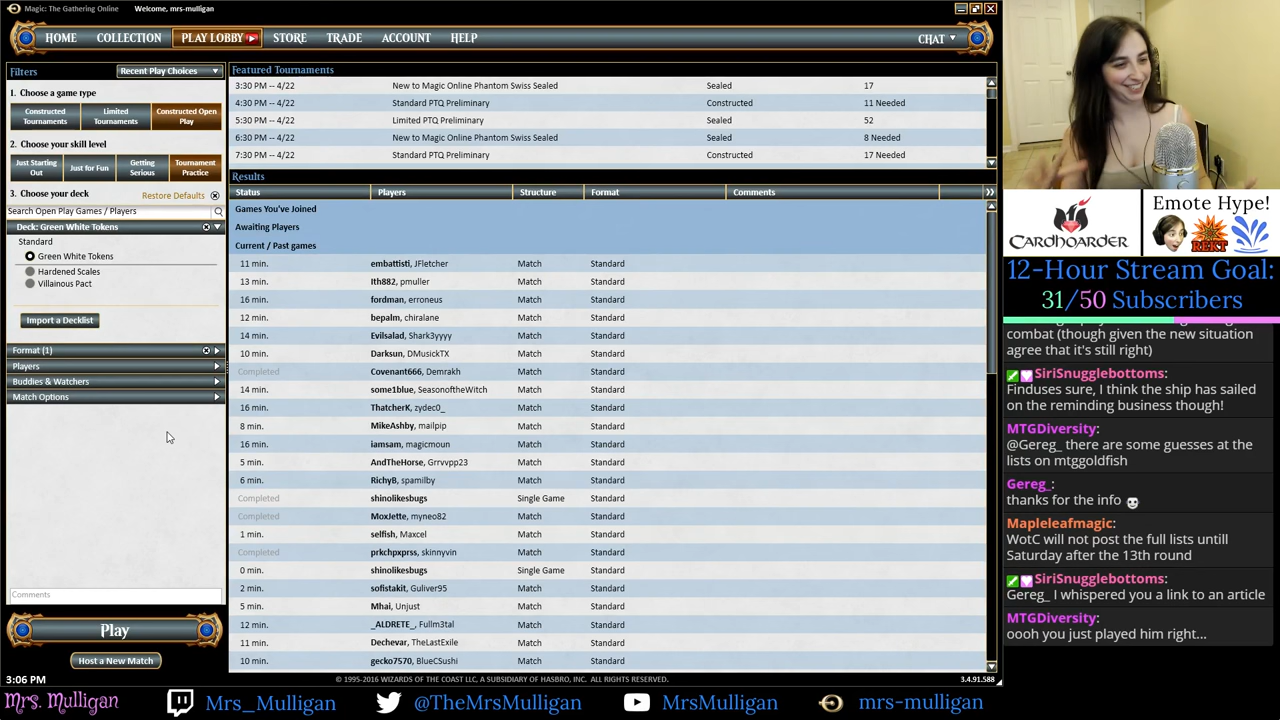 Magic: The Gathering Online    Welcome, mrs-mulligan
HOME COLLECTION PLAY LOBBY STORE TRADE ACCOUNT HELP CHAT
Filters Recent Play Choices
1. Choose a game type
Constructed Tournaments
Limited Tournaments
Constructed Open Play
2. Choose your skill level
Just Starting Out
Just for Fun
Getting Serious
Tournament Practice
3. Choose your deck Restore Defaults
Search Open Play Games / Players
Deck: Green White Tokens
Standard
Green White Tokens
Hardened Scales
Villainous Pact
Import a Decklist
Format (1)
Players
Buddies & Watchers
Match Options
Comments
Play
Host a New Match
3:06 PM
Featured Tournaments
3:30 PM -- 4/22 New to Magic Online Phantom Swiss Sealed Sealed 17
4:30 PM -- 4/22 Standard PTQ Preliminary Constructed 11 Needed
5:30 PM -- 4/22 Limited PTQ Preliminary Sealed 52
6:30 PM -- 4/22 New to Magic Online Phantom Swiss Sealed Sealed 8 Needed
7:30 PM -- 4/22 Standard PTQ Preliminary Constructed 17 Needed
Results
Status Players Structure Format Comments
Games You've Joined
Awaiting Players
Current / Past games
11 min. embattisti, JFletcher Match Standard
13 min. Ith882, pmuller Match Standard
16 min. fordman, erroneus Match Standard
12 min. bepalm, chiralane Match Standard
14 min. Evilsalad, Shark3yyyy Match Standard
10 min. Darksun, DMusickTX Match Standard
Completed Covenant666, Demrakh Match Standard
14 min. some1blue, SeasonoftheWitch Match Standard
16 min. ThatcherK, zydec0_ Match Standard
8 min. MikeAshby, mailpip Match Standard
16 min. iamsam, magicmoun Match Standard
5 min. AndTheHorse, Grrvvpp23 Match Standard
6 min. RichyB, spamilby Match Standard
Completed shinolikesbugs Single Game Standard
Completed MoxJette, myneo82 Match Standard
1 min. selfish, Maxcel Match Standard
Completed prkchpxprss, skinnyvin Match Standard
0 min. shinolikesbugs Single Game Standard
2 min. sofistakit, Guliver95 Match Standard
5 min. Mhai, Unjust Match Standard
12 min. _ALDRETE_, Fullm3tal Match Standard
11 min. Dechevar, TheLastExile Match Standard
10 min. gecko7570, BlueCSushi Match Standard
© 1995-2016 WIZARDS OF THE COAST LLC, A SUBSIDIARY OF HASBRO, INC. ALL RIGHTS RESERVED. 3.4.91.588
CARDHOARDER
Emote Hype!
REKT
12-Hour Stream Goal:
31/50 Subscribers
combat (though given the new situation
agree that it's still right)
SiriSnugglebottoms:
Finduses sure, I think the ship has sailed
on the reminding business though!
MTGDiversity:
@Gereg_ there are some guesses at the
lists on mtggoldfish
Gereg_:
thanks for the info
Mapleleafmagic:
WotC will not post the full lists untill
Saturday after the 13th round
SiriSnugglebottoms:
Gereg_ I whispered you a link to an article
MTGDiversity:
oooh you just played him right...
Mrs. Mulligan Mrs_Mulligan @TheMrsMulligan MrsMulligan mrs-mulligan